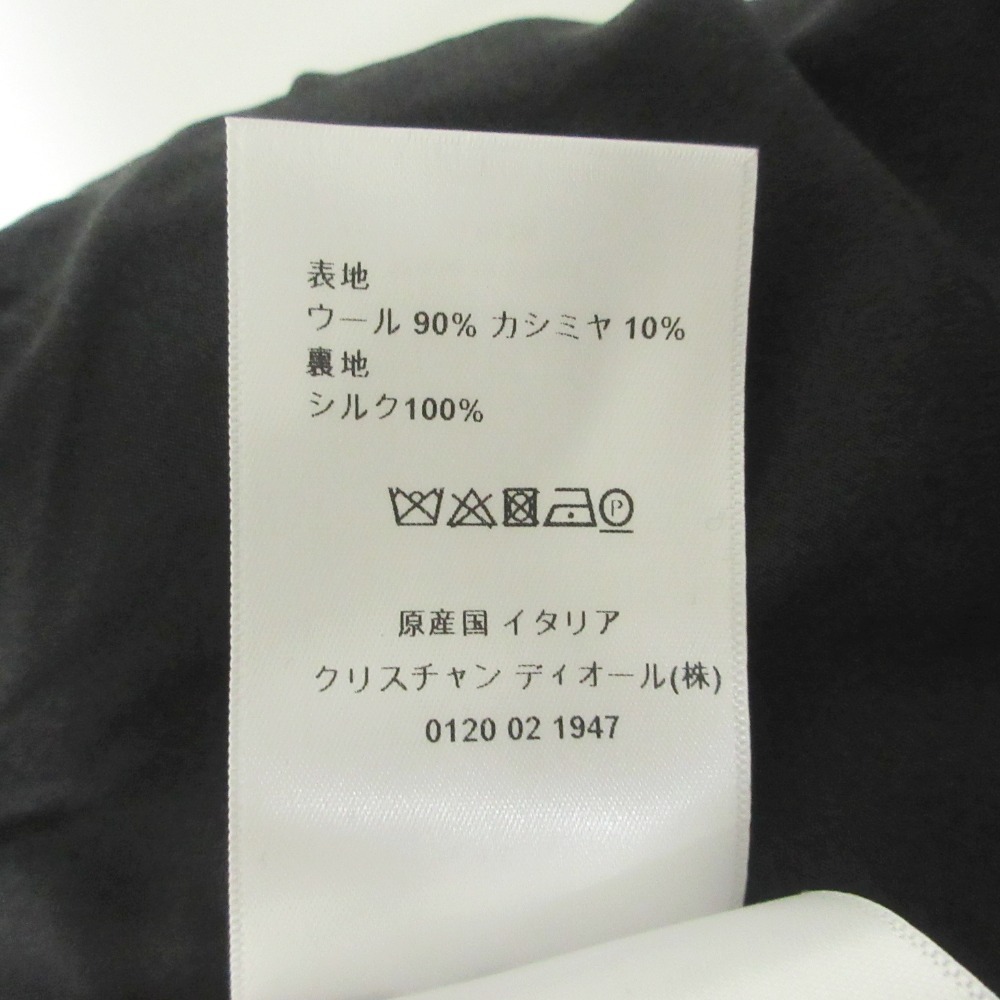 表地
ウール 90% カシミヤ 10%
裏地
シルク100%
P
原産国 イタリア
クリスチャン ディオール(株)
0120 02 1947